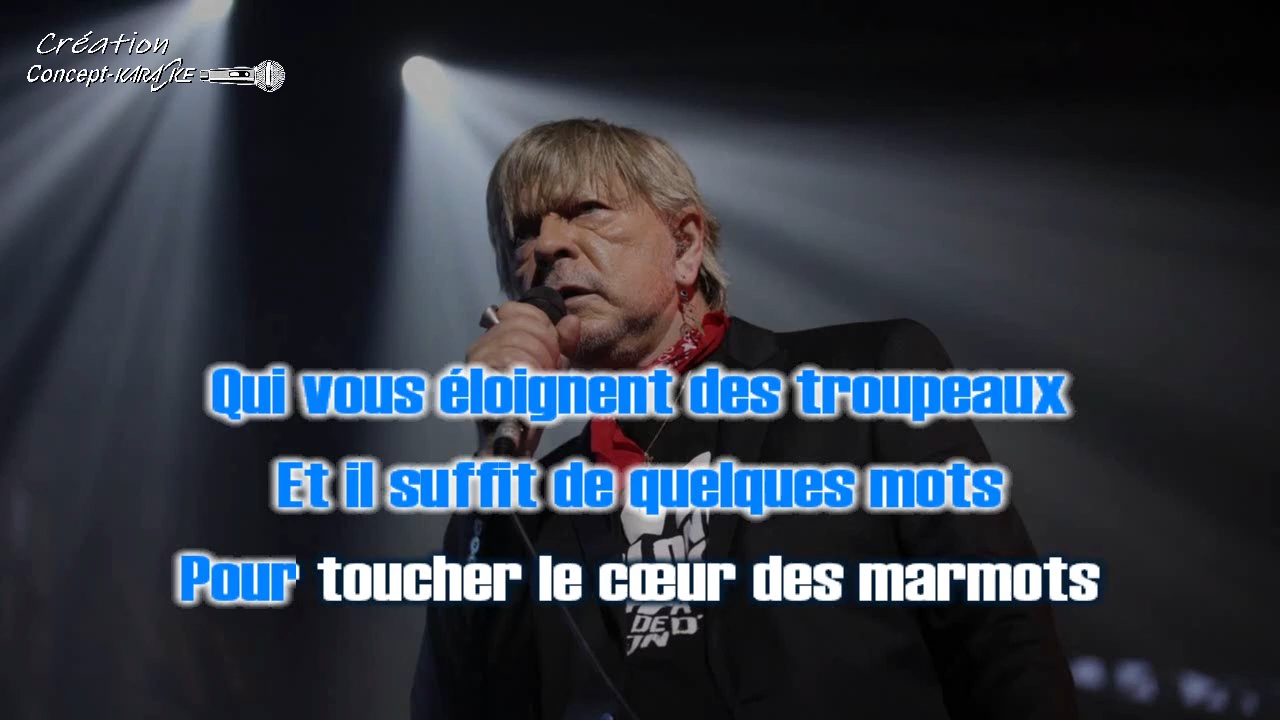 Création
Concept-KARAOKE
Qui vous éloignent des troupeaux
Et il suffit de quelques mots
Pour toucher le cœur des marmots
DE D'